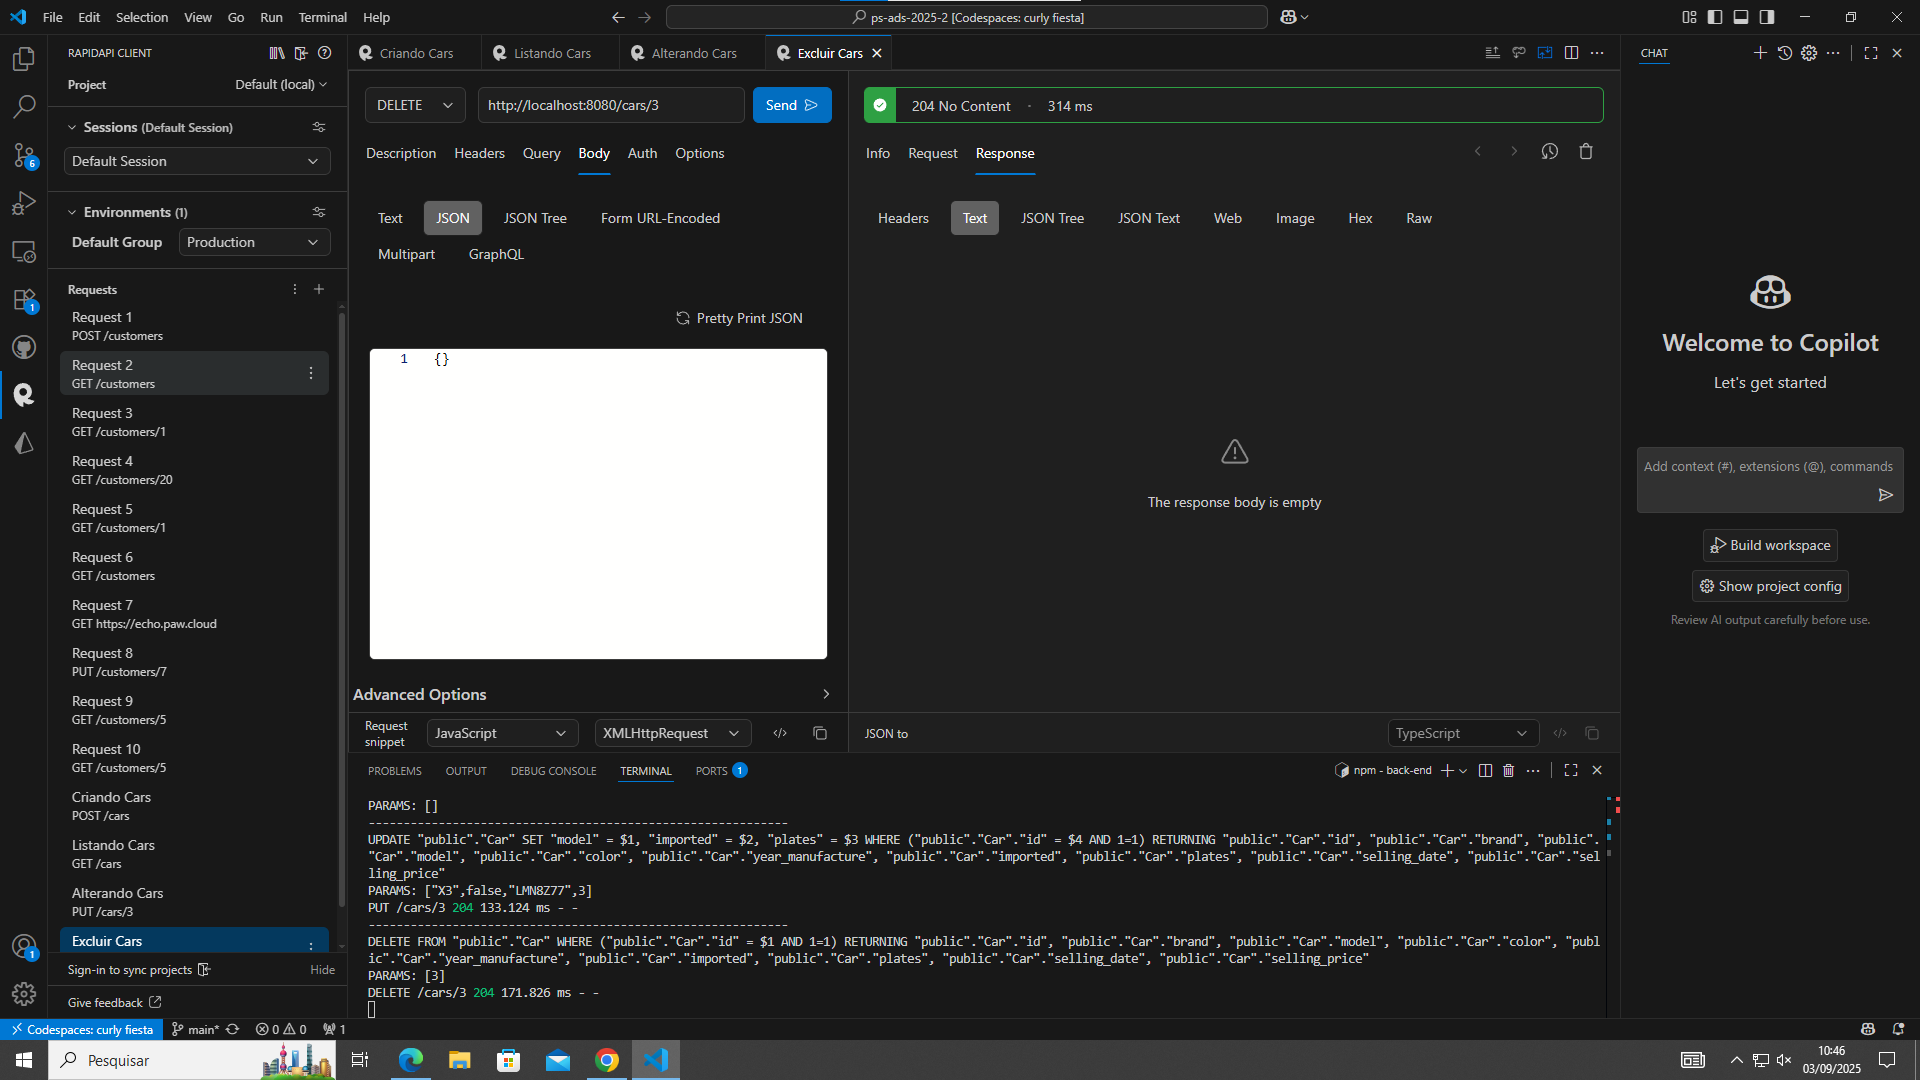 File Edit Selection View Go Run Terminal Help
ps-ads-2025-2 [Codespaces: curly fiesta]
RAPIDAPI CLIENT
Project
Default (local)
Sessions (Default Session)
Default Session
Environments (1)
Default Group
Production
Requests
Request 1
POST /customers
Request 2
GET /customers
Request 3
GET /customers/1
Request 4
GET /customers/20
Request 5
GET /customers/1
Request 6
GET /customers
Request 7
GET https://echo.paw.cloud
Request 8
PUT /customers/7
Request 9
GET /customers/5
Request 10
GET /customers/5
Criando Cars
POST /cars
Listando Cars
GET /cars
Alterando Cars
PUT /cars/3
Excluir Cars
Sign-in to sync projects
Hide
Give feedback
6
1
1
Criando Cars
Listando Cars
Alterando Cars
Excluir Cars
DELETE
http://localhost:8080/cars/3
Send
Description Headers Query Body Auth Options
Text JSON JSON Tree Form URL-Encoded
Multipart GraphQL
Pretty Print JSON
1 {}
Advanced Options
Request
snippet
JavaScript
XMLHttpRequest
204 No Content · 314 ms
Info Request Response
Headers Text JSON Tree JSON Text Web Image Hex Raw
The response body is empty
JSON to
TypeScript
PROBLEMS OUTPUT DEBUG CONSOLE TERMINAL PORTS 1
npm - back-end
PARAMS: []
------------------------------------------------------------
UPDATE "public"."Car" SET "model" = $1, "imported" = $2, "plates" = $3 WHERE ("public"."Car"."id" = $4 AND 1=1) RETURNING "public"."Car"."id", "public"."Car"."brand", "public".
"Car"."model", "public"."Car"."color", "public"."Car"."year_manufacture", "public"."Car"."imported", "public"."Car"."plates", "public"."Car"."selling_date", "public"."Car"."sel
ling_price"
PARAMS: ["X3",false,"LMN8Z77",3]
PUT /cars/3 204 133.124 ms - -
------------------------------------------------------------
DELETE FROM "public"."Car" WHERE ("public"."Car"."id" = $1 AND 1=1) RETURNING "public"."Car"."id", "public"."Car"."brand", "public"."Car"."model", "public"."Car"."color", "publ
ic"."Car"."year_manufacture", "public"."Car"."imported", "public"."Car"."plates", "public"."Car"."selling_date", "public"."Car"."selling_price"
PARAMS: [3]
DELETE /cars/3 204 171.826 ms - -
CHAT
Welcome to Copilot
Let's get started
Add context (#), extensions (@), commands
Build workspace
Show project config
Review AI output carefully before use.
Codespaces: curly fiesta
main*
0 0
1
Pesquisar
10:46
03/09/2025